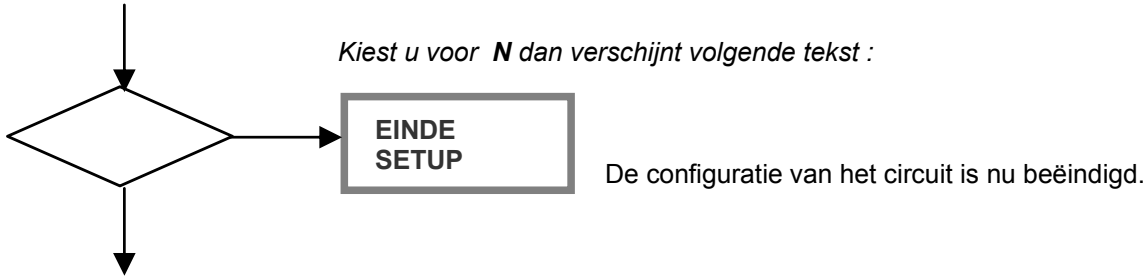 Kiest u voor N dan verschijnt volgende tekst :
EINDE
SETUP
De configuratie van het circuit is nu beëindigd.